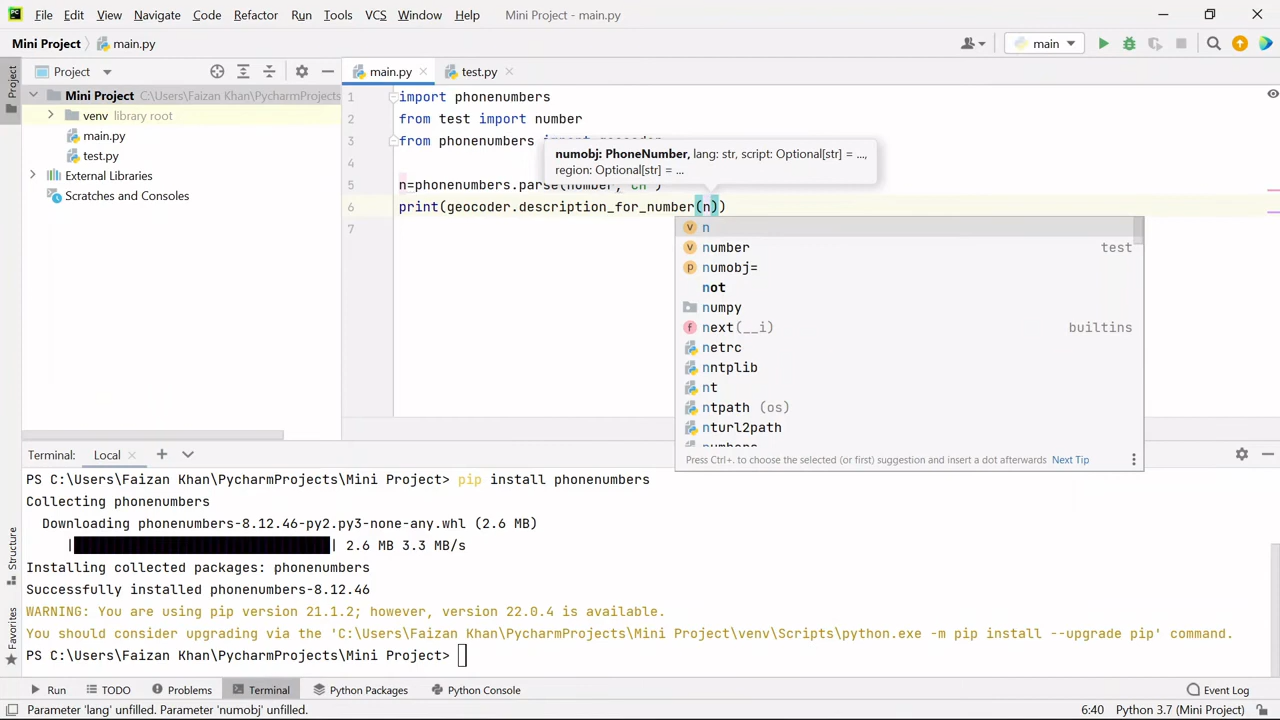 File Edit View Navigate Code Refactor Run Tools VCS Window Help Mini Project - main.py
Mini Project main.py main
Project main.py test.py
Project
Mini Project C:\Users\Faizan Khan\PycharmProjects
venv library root
main.py
test.py
External Libraries
Scratches and Consoles
1 import phonenumbers
2 from test import number
3 from phonenumbers import geocoder
4
5 n=phonenumbers.parse(number,"ch")
6 print(geocoder.description_for_number(n))
7
numobj: PhoneNumber, lang: str, script: Optional[str] = ...,
region: Optional[str] = ...
n
number test
numobj=
not
numpy
next(__i) builtins
netrc
nntplib
nt
ntpath (os)
nturl2path
numbers
Press Ctrl+. to choose the selected (or first) suggestion and insert a dot afterwards Next Tip
Terminal: Local
PS C:\Users\Faizan Khan\PycharmProjects\Mini Project> pip install phonenumbers
Collecting phonenumbers
Downloading phonenumbers-8.12.46-py2.py3-none-any.whl (2.6 MB)
| | 2.6 MB 3.3 MB/s
Installing collected packages: phonenumbers
Successfully installed phonenumbers-8.12.46
WARNING: You are using pip version 21.1.2; however, version 22.0.4 is available.
You should consider upgrading via the 'C:\Users\Faizan Khan\PycharmProjects\Mini Project\venv\Scripts\python.exe -m pip install --upgrade pip' command.
PS C:\Users\Faizan Khan\PycharmProjects\Mini Project>
Structure
Favorites
Run TODO Problems Terminal Python Packages Python Console Event Log
Parameter 'lang' unfilled. Parameter 'numobj' unfilled. 6:40 Python 3.7 (Mini Project)